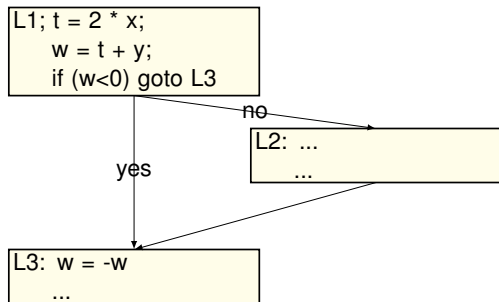 L1; t = 2 * x;
w = t + y;
if (w<0) goto L3
no
L2: ...
...
yes
L3: w = -w
...